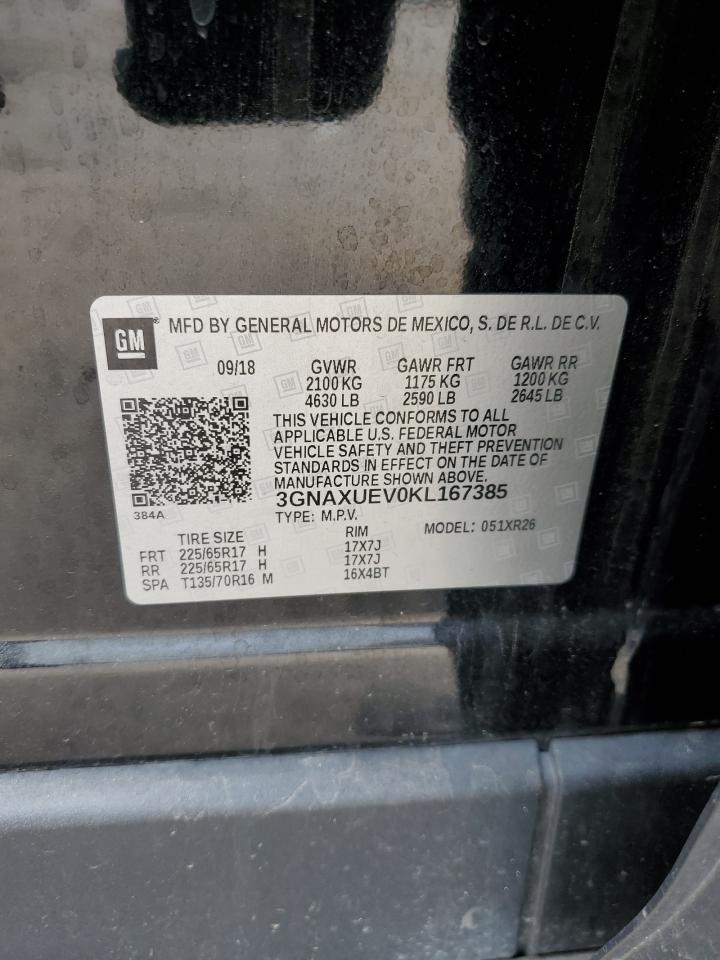 GM MFD BY GENERAL MOTORS DE MEXICO, S. DE R.L. DE C.V.
09/18 GVWR GAWR FRT GAWR RR
2100 KG 1175 KG 1200 KG
4630 LB 2590 LB 2645 LB
THIS VEHICLE CONFORMS TO ALL
APPLICABLE U.S. FEDERAL MOTOR
VEHICLE SAFETY AND THEFT PREVENTION
STANDARDS IN EFFECT ON THE DATE OF
MANUFACTURE SHOWN ABOVE.
3GNAXUEV0KL167385
384A
TYPE: M.P.V. MODEL: 051XR26
TIRE SIZE RIM
FRT 225/65R17 H 17X7J
RR 225/65R17 H 17X7J
SPA T135/70R16 M 16X4BT